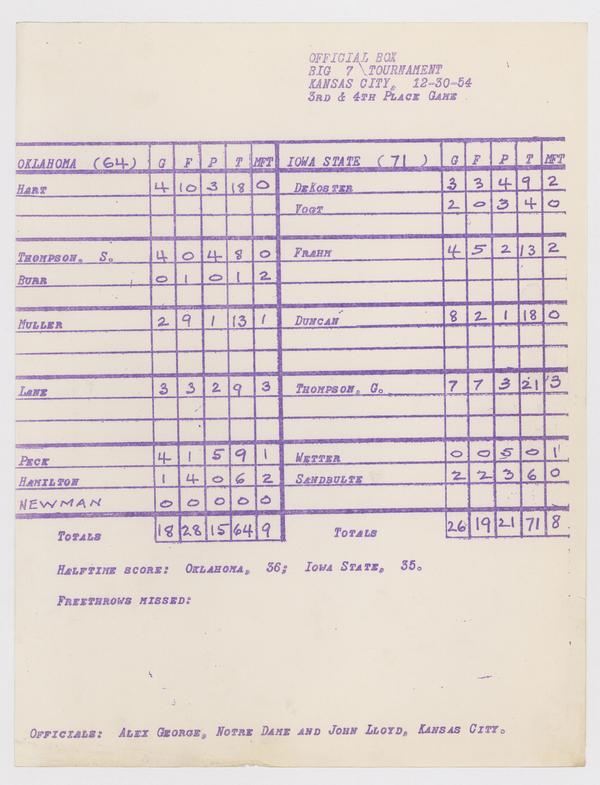 OFFICIAL BOX
BIG 7 TOURNAMENT
KANSAS CITY, 12-30-54
3RD & 4TH PLACE GAME
OKLAHOMA (64) G F P T MFT IOWA STATE (71) G F P T MFT
HART 4 10 3 18 0 DEKOSTER 3 3 4 9 2
VOGT 2 0 3 4 0
THOMPSON, S. 4 0 4 8 0 FRAHM 4 5 2 13 2
BURR 0 1 0 1 2
MULLER 2 9 1 13 1 DUNCAN 8 2 1 18 0
LANE 3 3 2 9 3 THOMPSON, G. 7 7 3 21 3
PECK 4 1 5 9 1 WETTER 0 0 5 0 1
HAMILTON 1 4 0 6 2 SANDBULTE 2 2 3 6 0
NEWMAN 0 0 0 0 0
TOTALS 18 28 15 64 9 TOTALS 26 19 21 71 8
HALFTIME SCORE: OKLAHOMA, 36; IOWA STATE, 35.
FREETHROWS MISSED:
OFFICIALS: ALEX GEORGE, NOTRE DAME AND JOHN LLOYD, KANSAS CITY.